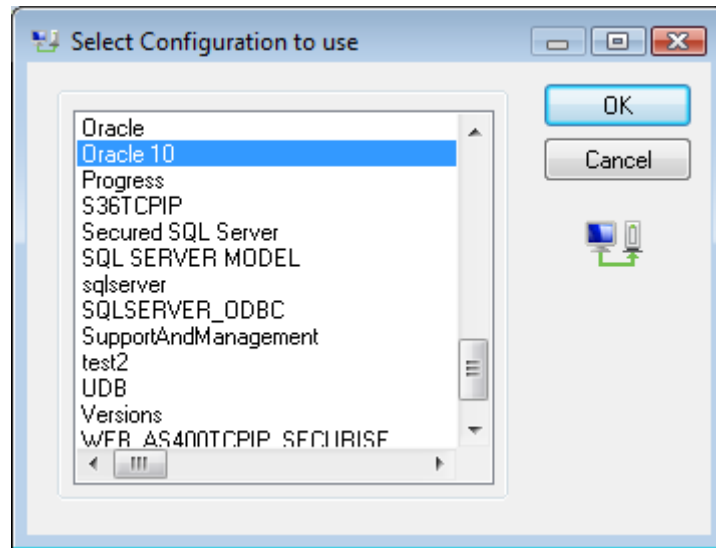 Select Configuration to use
OK
Cancel
Oracle
Oracle 10
Progress
S36TCPIP
Secured SQL Server
SQL SERVER MODEL
sqlserver
SQLSERVER_ODBC
SupportAndManagement
test2
UDB
Versions
WEB_AS400TCPIP_SECURISE